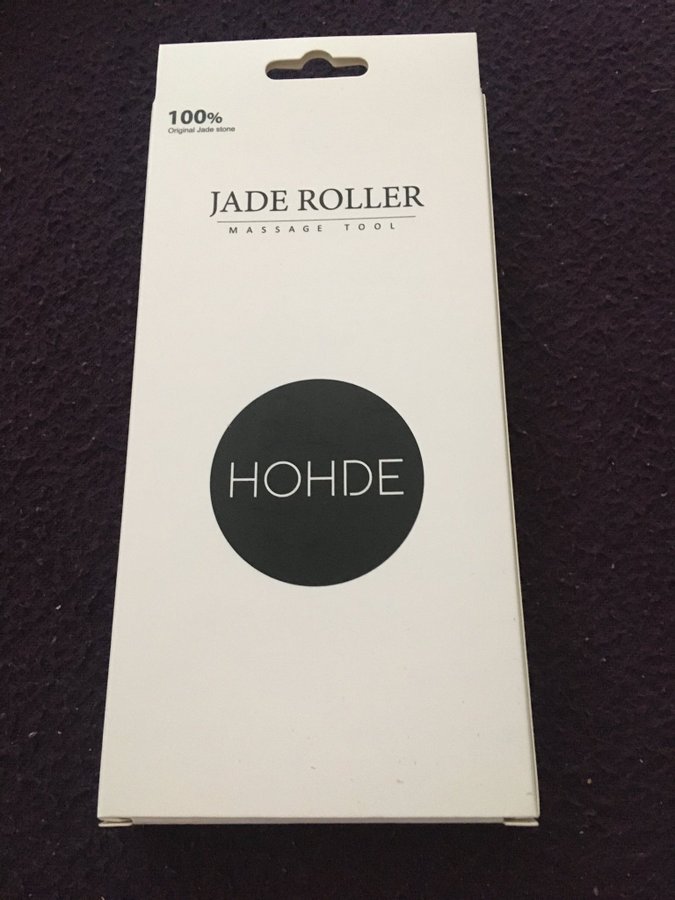 100%
Original Jade stone
JADE ROLLER
MASSAGE TOOL
HOHDE